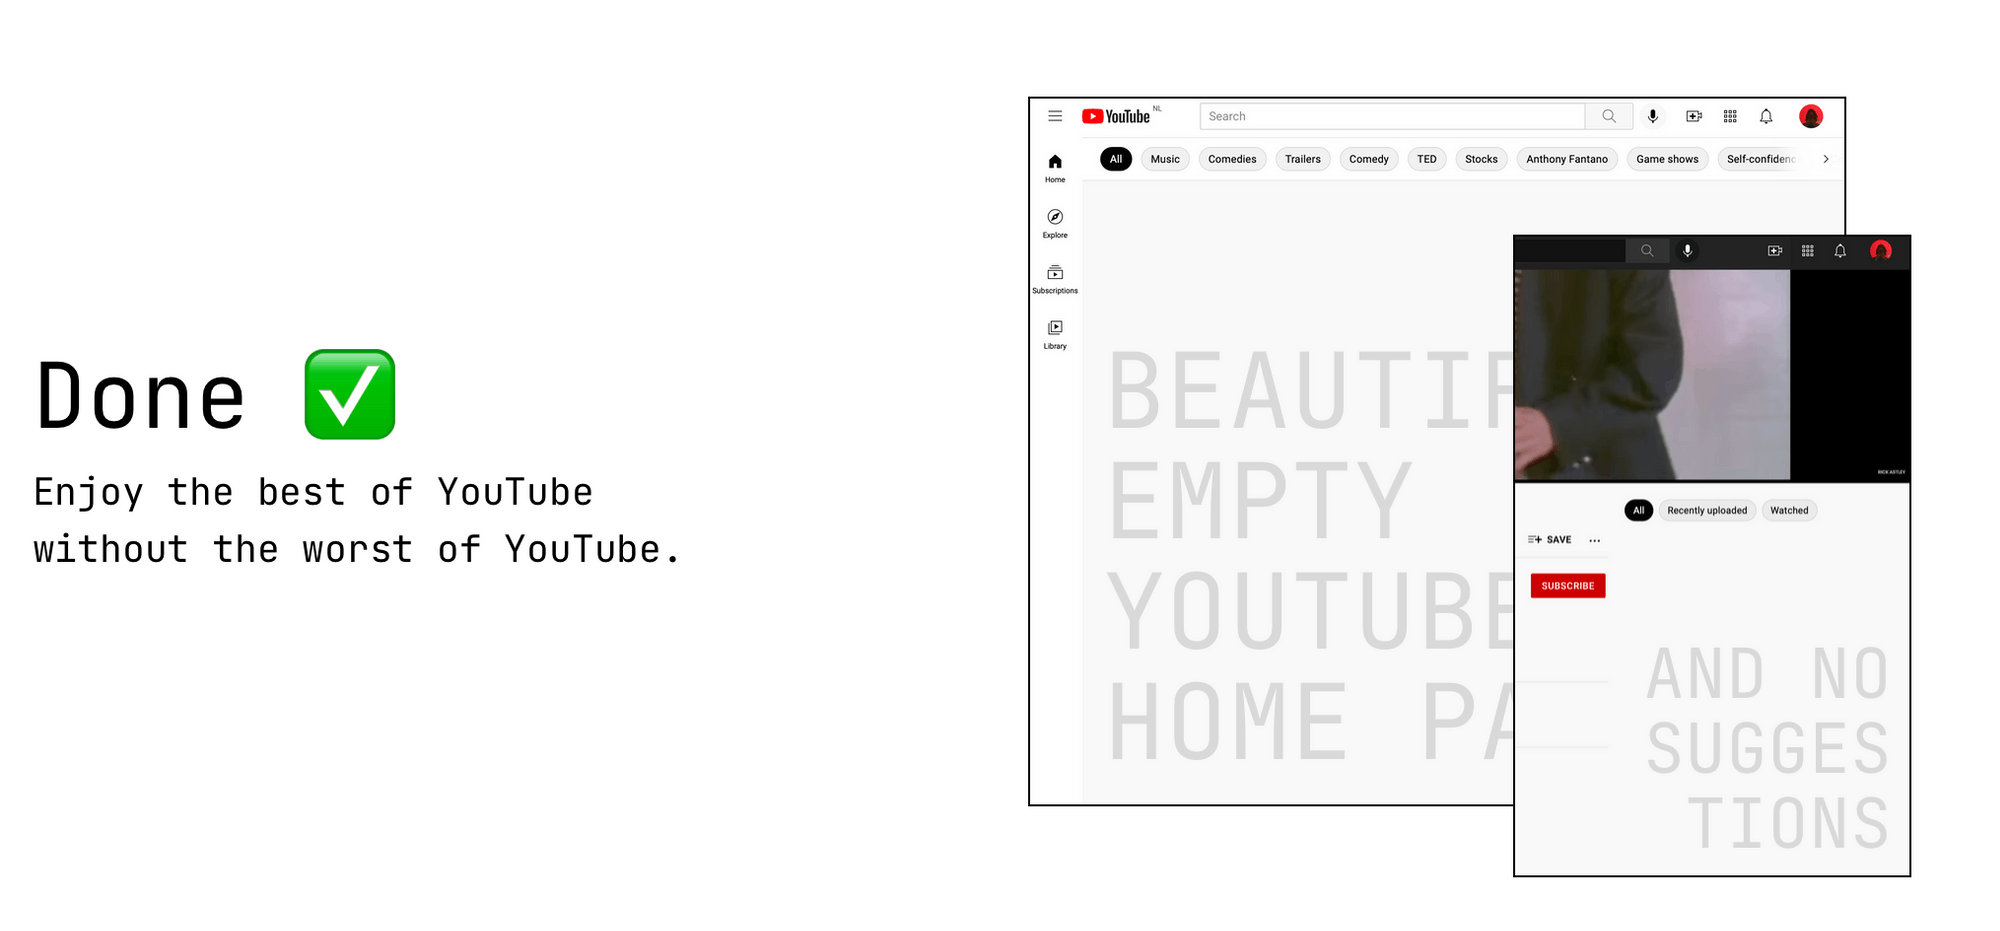 Done ✅
Enjoy the best of YouTube
without the worst of YouTube.
YouTube NL
Search
All Music Comedies Trailers Comedy TED Stocks Anthony Fantano Game shows Self-confidenc
Home
Explore
Subscriptions
Library
BEAUTIF
EMPTY
YOUTUBE
HOME PA
RICK ASTLEY
All Recently uploaded Watched
SAVE ...
SUBSCRIBE
AND NO
SUGGES
TIONS